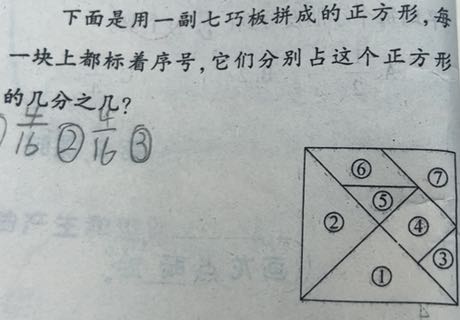 下面是用一副七巧板拼成的正方形,每
一块上都标着序号,它们分别占这个正方形
的几分之几?
4/16 ② 4/16 ③
⑥ ⑦
⑤
② ④
③
①